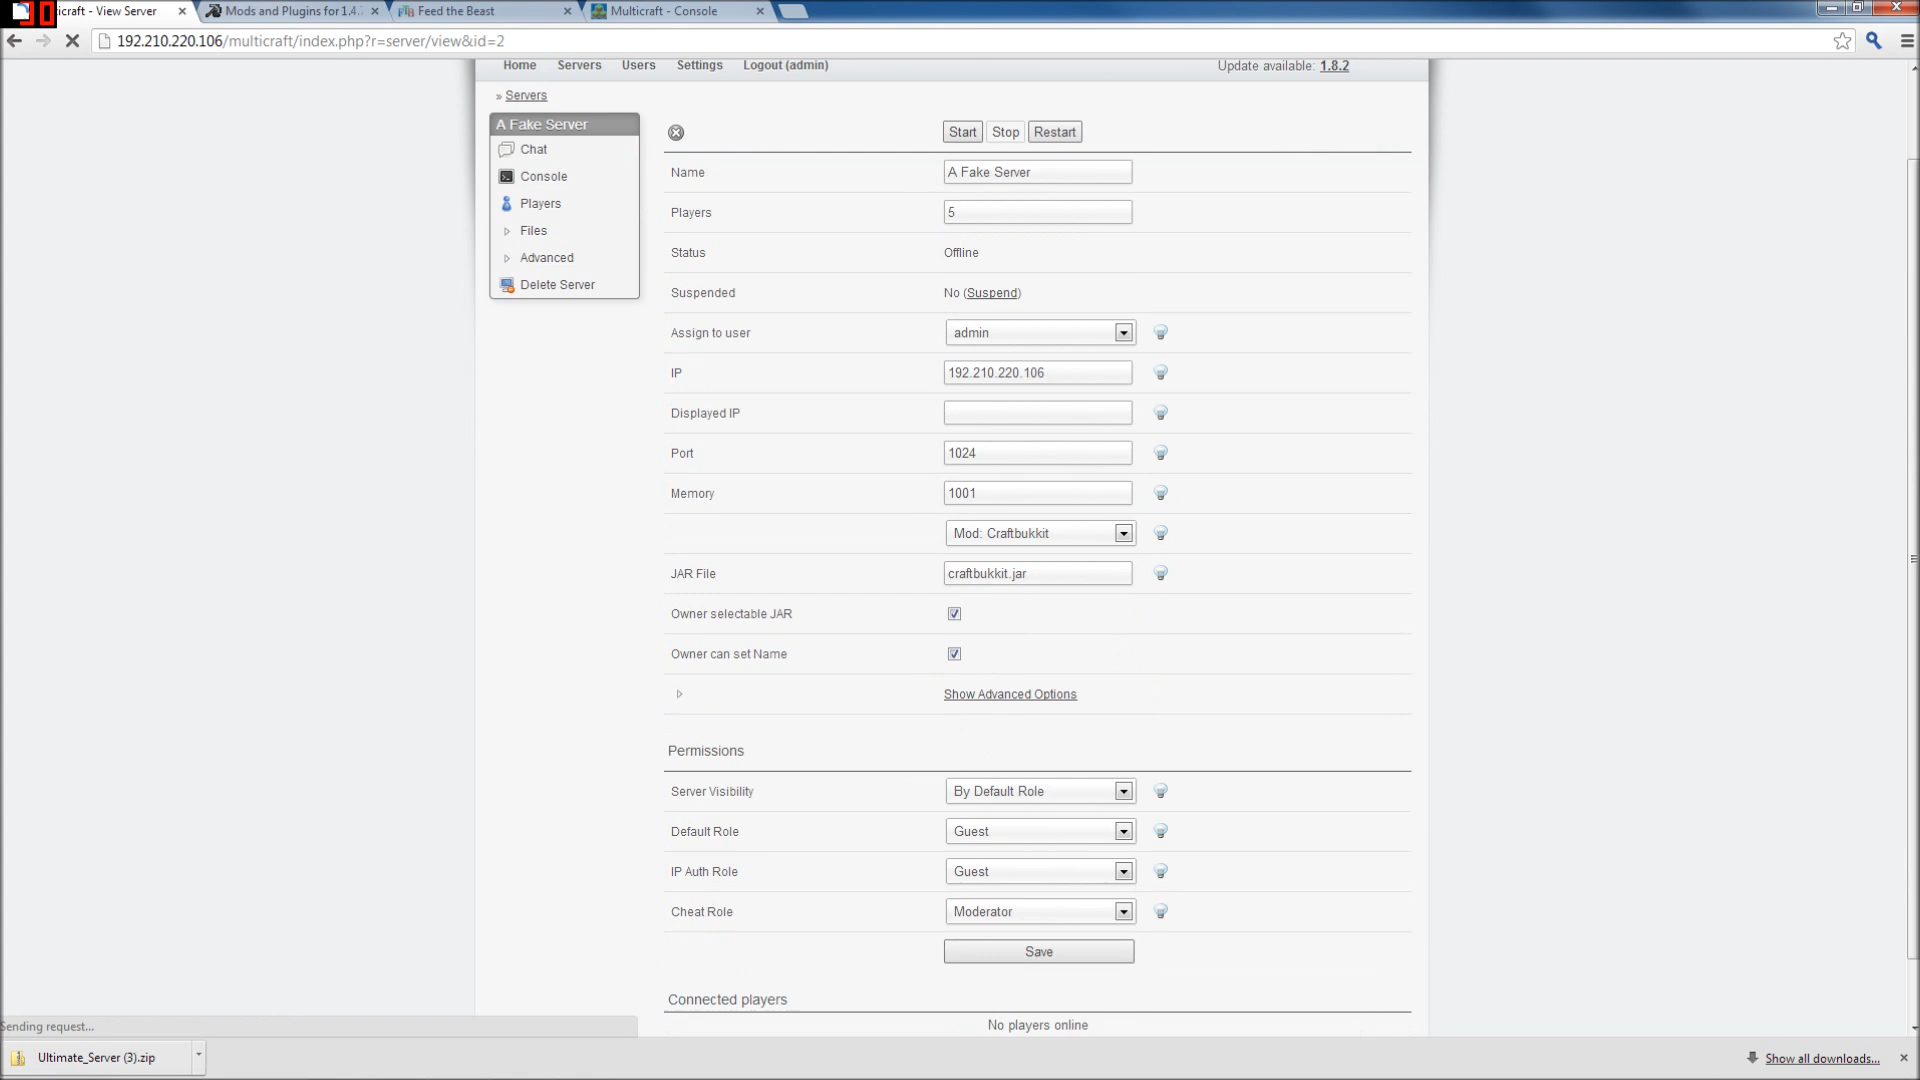 30
icraft - View Server
Mods and Plugins for 1.4.
Feed the Beast
Multicraft - Console
192.210.220.106/multicraft/index.php?r=server/view&id=2
Home Servers Users Settings Logout (admin) Update available: 1.8.2
» Servers
A Fake Server
Chat
Console
Players
Files
Advanced
Delete Server
Start Stop Restart
Name A Fake Server
Players 5
Status Offline
Suspended No (Suspend)
Assign to user admin
IP 192.210.220.106
Displayed IP
Port 1024
Memory 1001
Mod: Craftbukkit
JAR File craftbukkit.jar
Owner selectable JAR
Owner can set Name
Show Advanced Options
Permissions
Server Visibility By Default Role
Default Role Guest
IP Auth Role Guest
Cheat Role Moderator
Save
Connected players
No players online
Sending request...
Ultimate_Server (3).zip
Show all downloads...